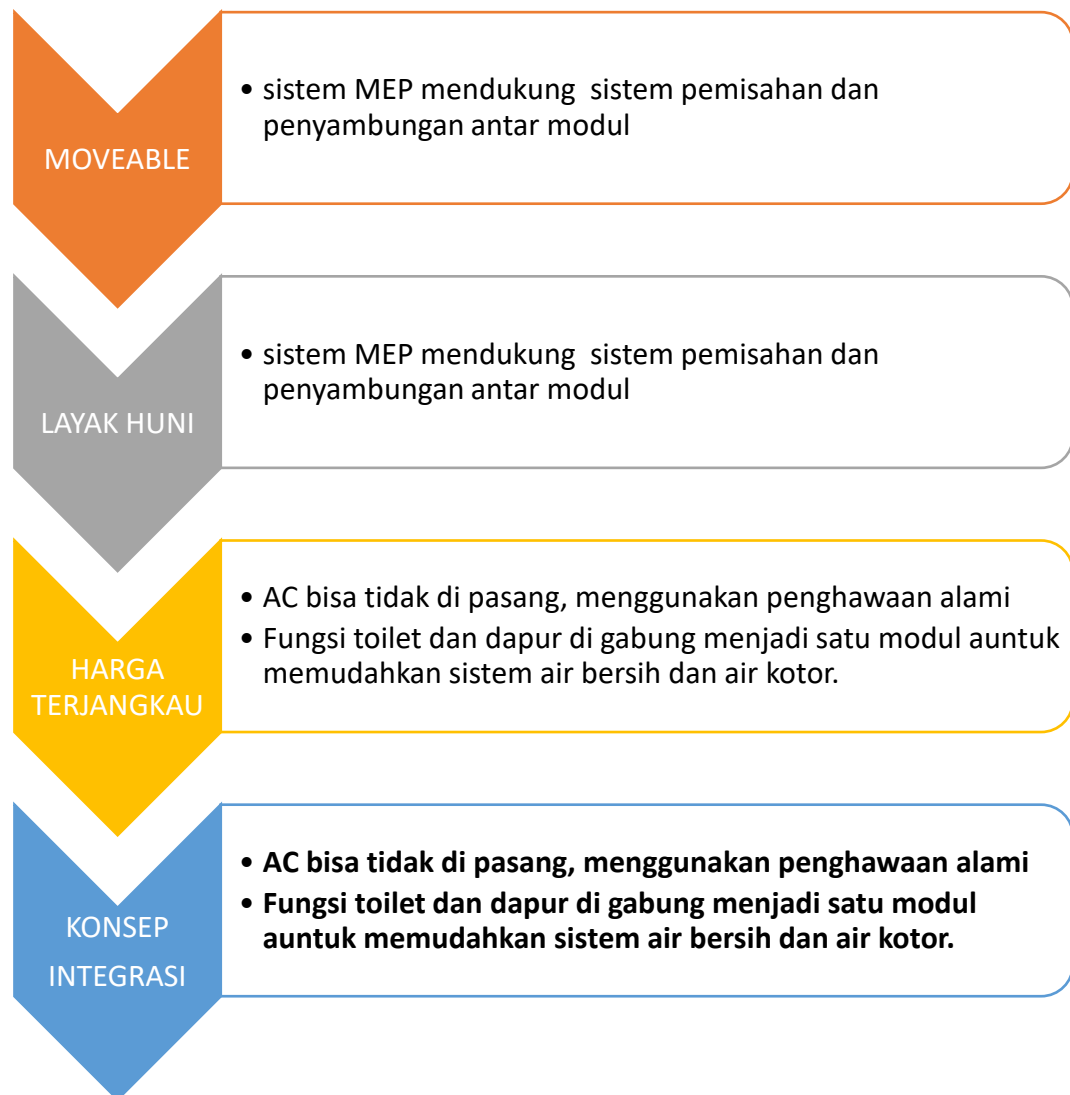 MOVEABLE
• sistem MEP mendukung  sistem pemisahan dan
penyambungan antar modul
LAYAK HUNI
• sistem MEP mendukung  sistem pemisahan dan
penyambungan antar modul
HARGA
TERJANGKAU
• AC bisa tidak di pasang, menggunakan penghawaan alami
• Fungsi toilet dan dapur di gabung menjadi satu modul auntuk
memudahkan sistem air bersih dan air kotor.
KONSEP
INTEGRASI
• AC bisa tidak di pasang, menggunakan penghawaan alami
• Fungsi toilet dan dapur di gabung menjadi satu modul
auntuk memudahkan sistem air bersih dan air kotor.